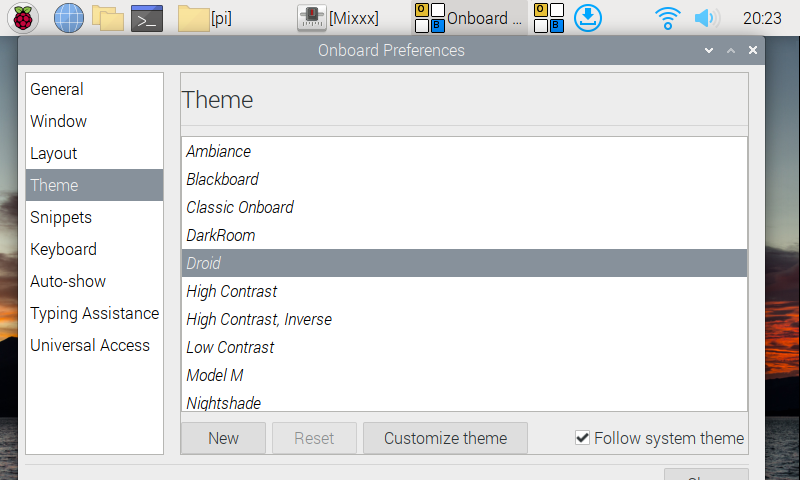 [pi]
[Mixxx]
Onboard ...
20:23
Onboard Preferences
General
Window
Layout
Theme
Snippets
Keyboard
Auto-show
Typing Assistance
Universal Access
Theme
Ambiance
Blackboard
Classic Onboard
DarkRoom
Droid
High Contrast
High Contrast, Inverse
Low Contrast
Model M
Nightshade
New
Reset
Customize theme
Follow system theme